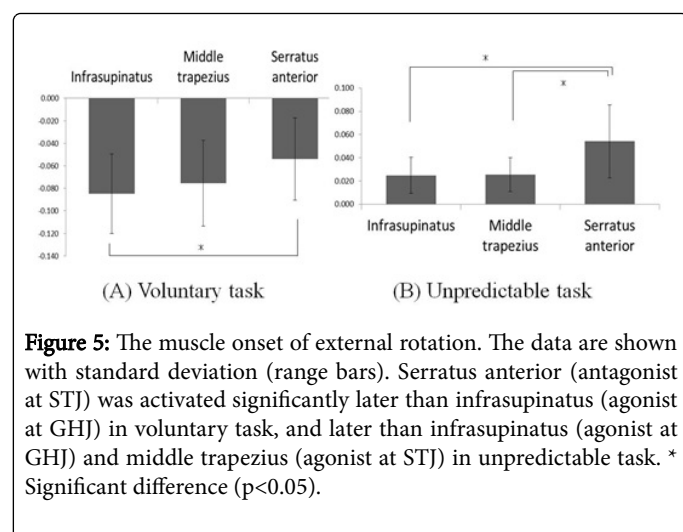 Infrasupinatus Middle trapezius Serratus anterior
0.000
-0.020
-0.040
-0.060
-0.080
-0.100
-0.120
-0.140
*
(A) Voluntary task
*
*
0.100
0.080
0.060
0.040
0.020
0.000
Infrasupinatus Middle trapezius Serratus anterior
(B) Unpredictable task
Figure 5: The muscle onset of external rotation. The data are shown
with standard deviation (range bars). Serratus anterior (antagonist
at STJ) was activated significantly later than infrasupinatus (agonist
at GHJ) in voluntary task, and later than infrasupinatus (agonist at
GHJ) and middle trapezius (agonist at STJ) in unpredictable task. *
Significant difference (p<0.05).